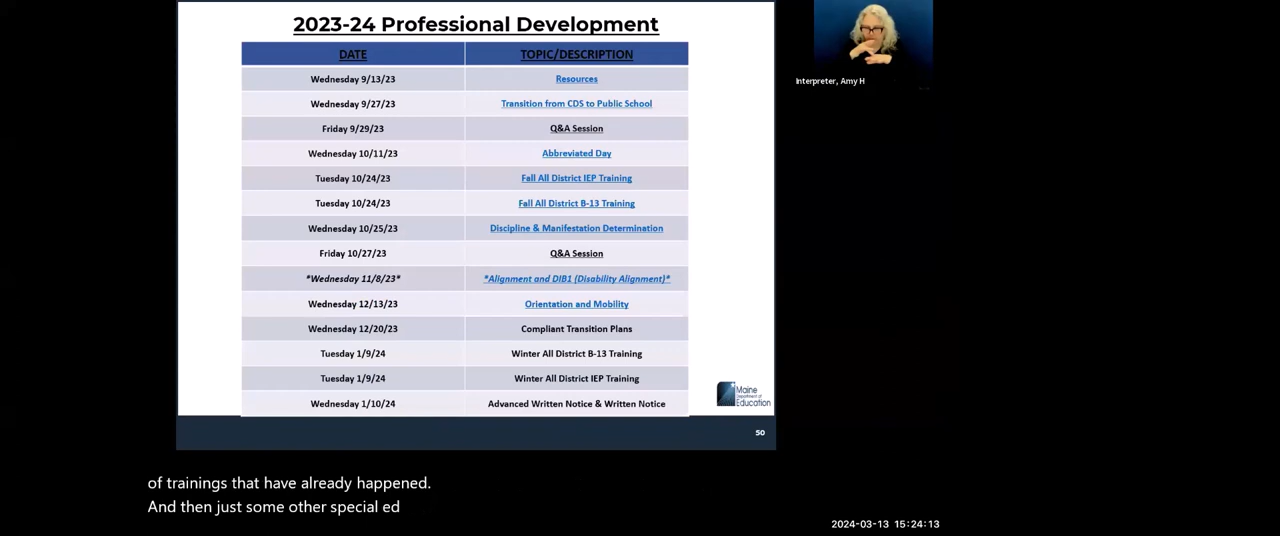 2023-24 Professional Development
DATE TOPIC/DESCRIPTION
Wednesday 9/13/23 Resources
Wednesday 9/27/23 Transition from CDS to Public School
Friday 9/29/23 Q&A Session
Wednesday 10/11/23 Abbreviated Day
Tuesday 10/24/23 Fall All District IEP Training
Tuesday 10/24/23 Fall All District B-13 Training
Wednesday 10/25/23 Discipline & Manifestation Determination
Friday 10/27/23 Q&A Session
*Wednesday 11/8/23* *Alignment and DIB1 (Disability Alignment)*
Wednesday 12/13/23 Orientation and Mobility
Wednesday 12/20/23 Compliant Transition Plans
Tuesday 1/9/24 Winter All District B-13 Training
Tuesday 1/9/24 Winter All District IEP Training
Wednesday 1/10/24 Advanced Written Notice & Written Notice
Maine
Department of
Education
50
Interpreter, Amy H
of trainings that have already happened.
And then just some other special ed
2024-03-13 15:24:13